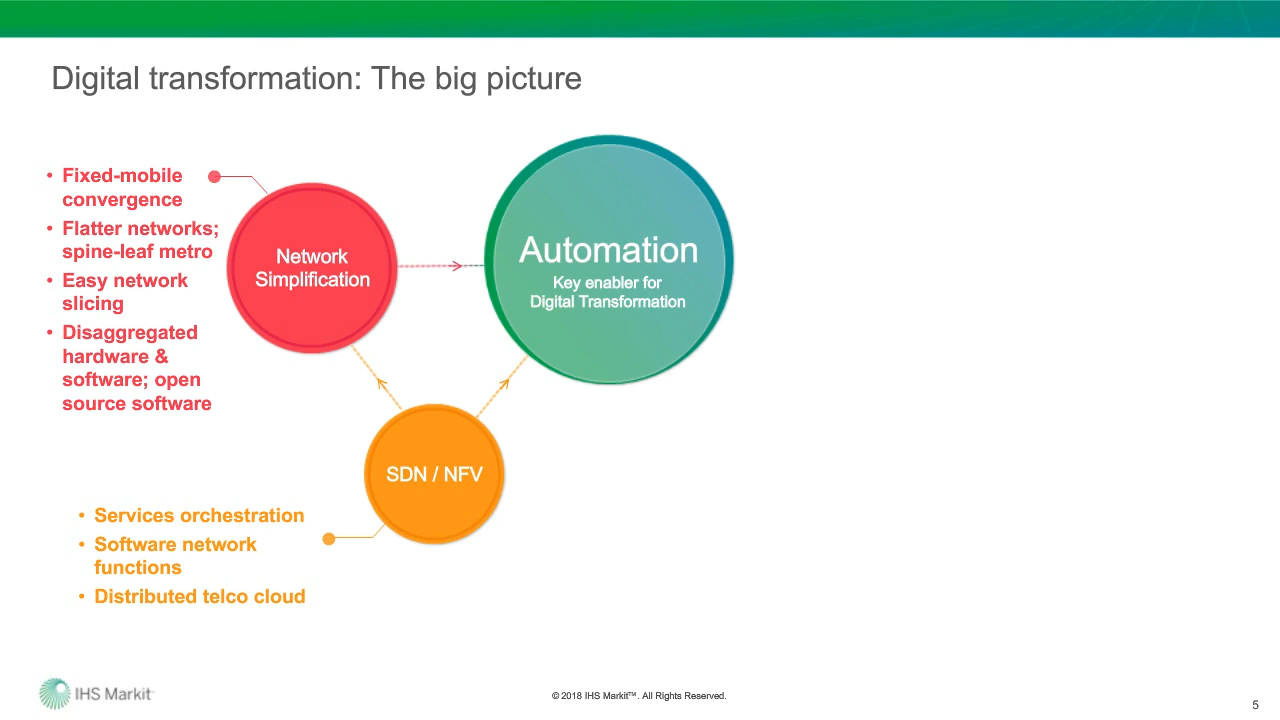 Digital transformation: The big picture
• Fixed-mobile
convergence
• Flatter networks;
spine-leaf metro
• Easy network
slicing
• Disaggregated
hardware &
software; open
source software
Network
Simplification
Automation
Key enabler for
Digital Transformation
SDN / NFV
• Services orchestration
• Software network
functions
• Distributed telco cloud
IHS Markit™
© 2018 IHS Markit™. All Rights Reserved.
5